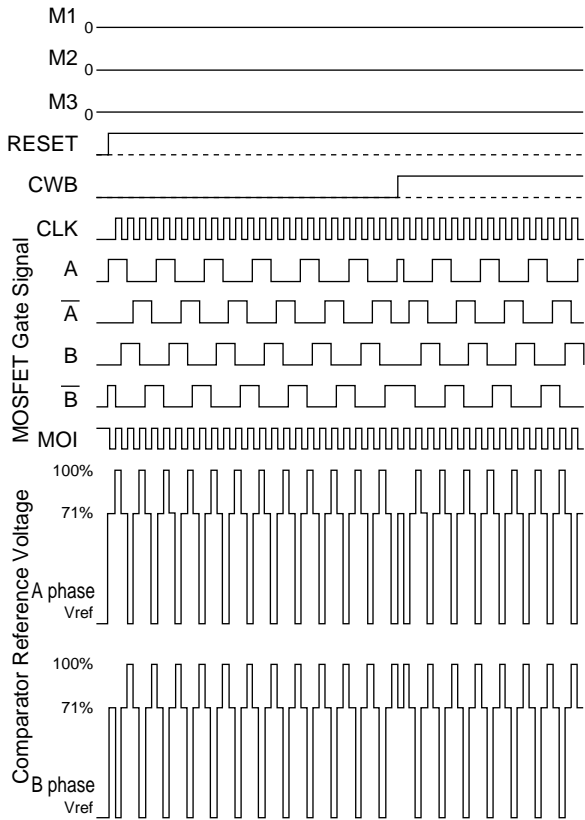 M1 0
M2 0
M3 0
RESET
CWB
CLK
MOSFET Gate Signal
A
A̅
B
B̅
MOI
Comparator Reference Voltage
100%
71%
A phase
Vref
100%
71%
B phase
Vref